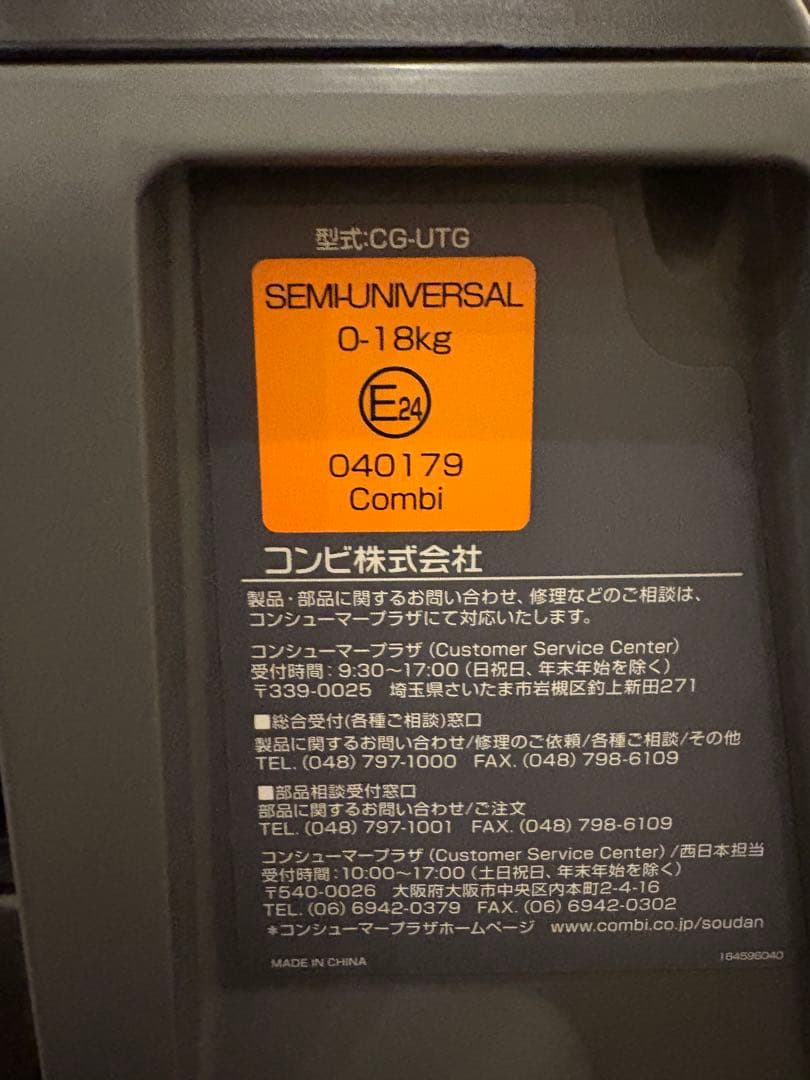 型式:CG-UTG
SEMI-UNIVERSAL
0-18kg
E24
040179
Combi
コンビ株式会社
製品・部品に関するお問い合わせ、修理などのご相談は、
コンシューマープラザにて対応いたします。
コンシューマープラザ (Customer Service Center)
受付時間：9:30～17:00 (日祝日、年末年始を除く)
〒339-0025 埼玉県さいたま市岩槻区釣上新田271
■総合受付(各種ご相談)窓口
製品に関するお問い合わせ/修理のご依頼/各種ご相談/その他
TEL. (048) 797-1000 FAX. (048) 798-6109
■部品相談受付窓口
部品に関するお問い合わせ/ご注文
TEL. (048) 797-1001 FAX. (048) 798-6109
コンシューマープラザ (Customer Service Center) /西日本担当
受付時間：10:00～17:00 (土日祝日、年末年始を除く)
〒540-0026 大阪府大阪市中央区内本町2-4-16
TEL. (06) 6942-0379 FAX. (06) 6942-0302
*コンシューマープラザホームページ www.combi.co.jp/soudan
MADE IN CHINA
164596040